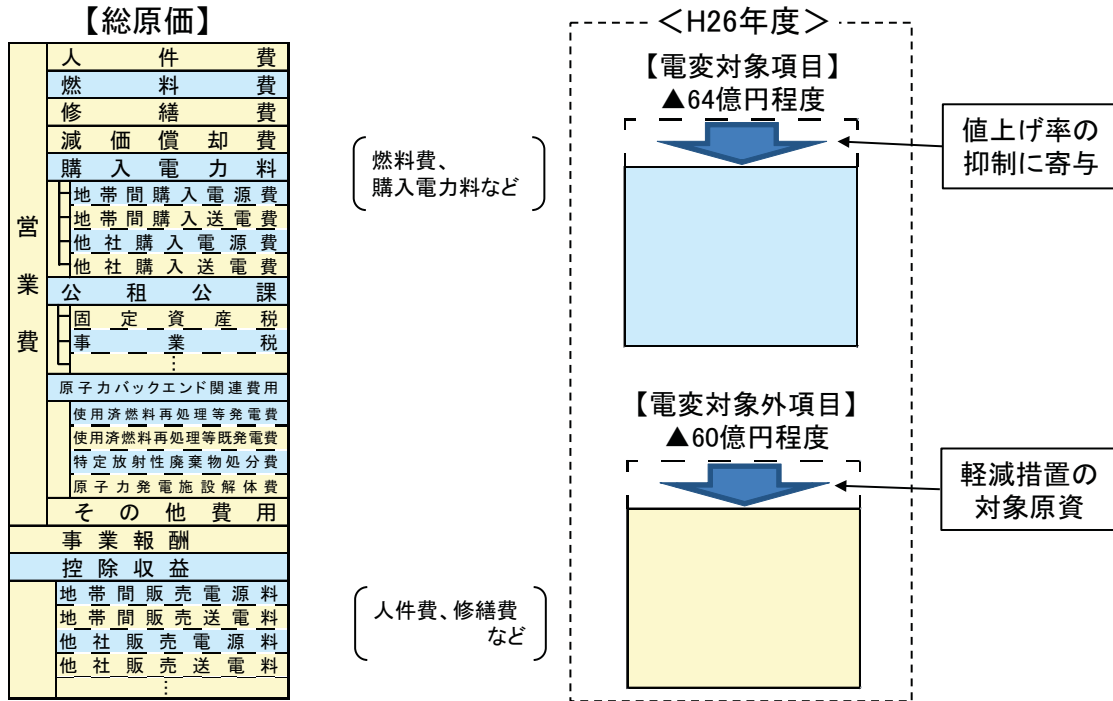 【総原価】
営業費
人件費
燃料費
修繕費
減価償却費
購入電力料
地帯間購入電源費
地帯間購入送電費
他社購入電源費
他社購入送電費
公租公課
固定資産税
事業税
⋮
原子力バックエンド関連費用
使用済燃料再処理等発電費
使用済燃料再処理等既発電費
特定放射性廃棄物処分費
原子力発電施設解体費
その他費用
事業報酬
控除収益
地帯間販売電源料
地帯間販売送電料
他社販売電源料
他社販売送電料
⋮
燃料費、
購入電力料など
人件費、修繕費
など
＜H26年度＞
【電変対象項目】
▲64億円程度
値上げ率の
抑制に寄与
【電変対象外項目】
▲60億円程度
軽減措置の
対象原資